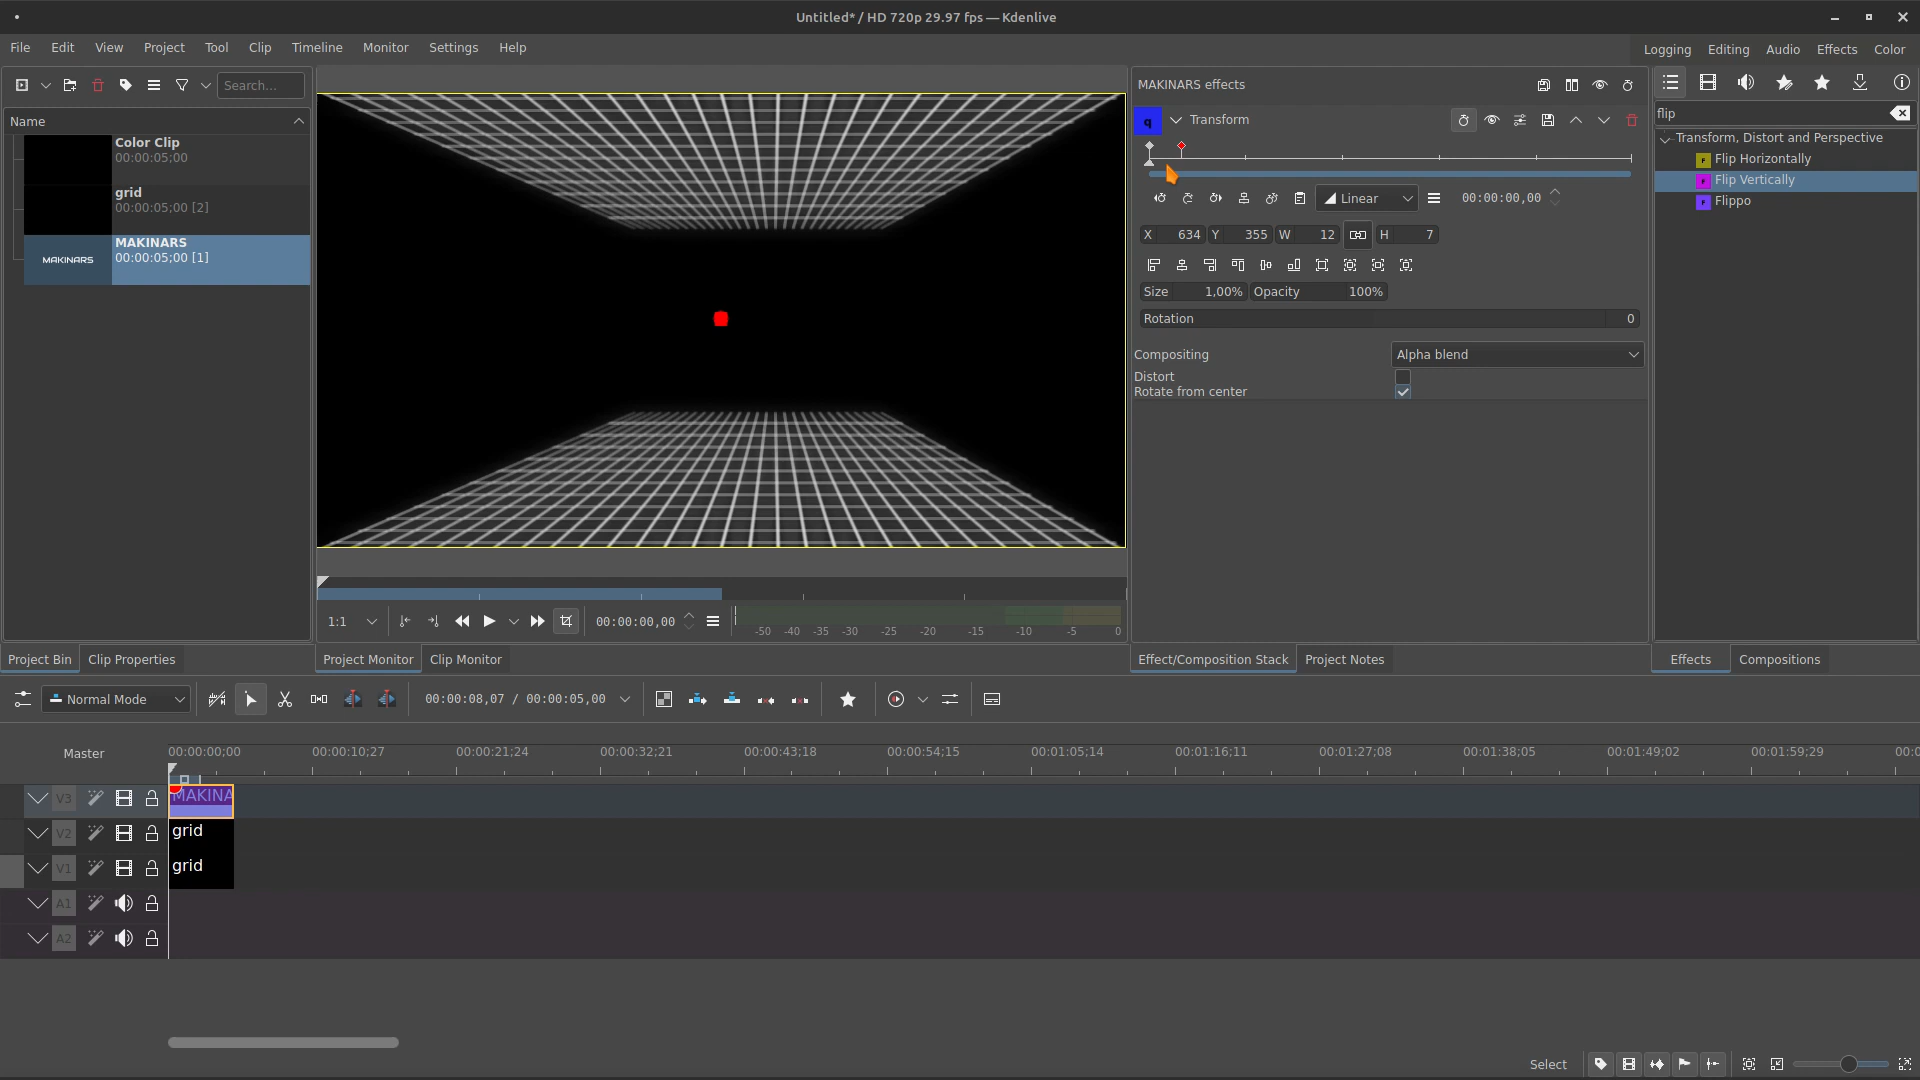 Untitled* / HD 720p 29.97 fps — Kdenlive
File Edit View Project Tool Clip Timeline Monitor Settings Help
Logging Editing Audio Effects Color
Search...
Name
Color Clip
00:00:05;00
grid
00:00:05;00 [2]
MAKINARS
MAKINARS
00:00:05;00 [1]
Project Bin Clip Properties
1:1
00:00:00,00
-50 -40 -35 -30 -25 -20 -15 -10 -5 0
Project Monitor Clip Monitor
MAKINARS effects
q Transform
Linear 00:00:00,00
X 634 Y 355 W 12 H 7
Size 1,00% Opacity 100%
Rotation 0
Compositing Alpha blend
Distort
Rotate from center
Effect/Composition Stack Project Notes
flip
Transform, Distort and Perspective
F Flip Horizontally
F Flip Vertically
F Flippo
Effects Compositions
Normal Mode 00:00:08,07 / 00:00:05,00
Master
00:00:00;00 00:00:10;27 00:00:21;24 00:00:32;21 00:00:43;18 00:00:54;15 00:01:05;14 00:01:16;11 00:01:27;08 00:01:38;05 00:01:49;02 00:01:59;29 00:0
V3 MAKINA
V2 grid
V1 grid
A1
A2
Select